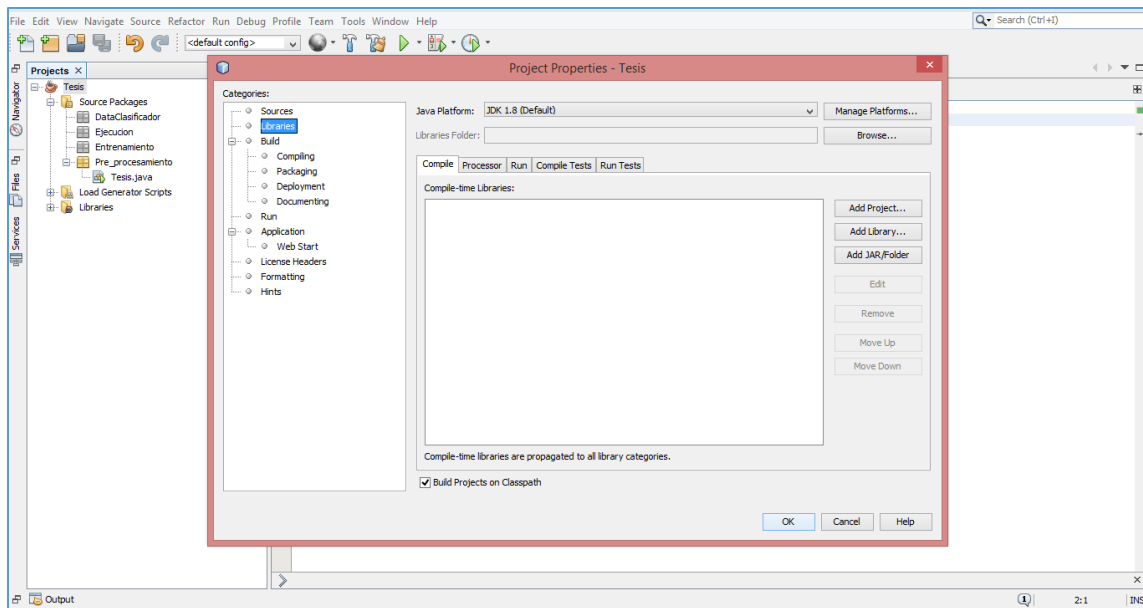 File Edit View Navigate Source Refactor Run Debug Profile Team Tools Window Help
Search (Ctrl+I)
<default config>
Projects
Navigator
Files
Services
Tesis
Source Packages
DataClasificador
Ejecucion
Entrenamiento
Pre_procesamiento
Tesis.java
Load Generator Scripts
Libraries
Project Properties - Tesis
Categories:
Sources
Libraries
Build
Compiling
Packaging
Deployment
Documenting
Run
Application
Web Start
License Headers
Formatting
Hints
Java Platform: JDK 1.8 (Default) Manage Platforms...
Libraries Folder: Browse...
Compile Processor Run Compile Tests Run Tests
Compile-time Libraries:
Add Project...
Add Library...
Add JAR/Folder
Edit
Remove
Move Up
Move Down
Compile-time libraries are propagated to all library categories.
Build Projects on Classpath
OK Cancel Help
Output
1 2:1 INS